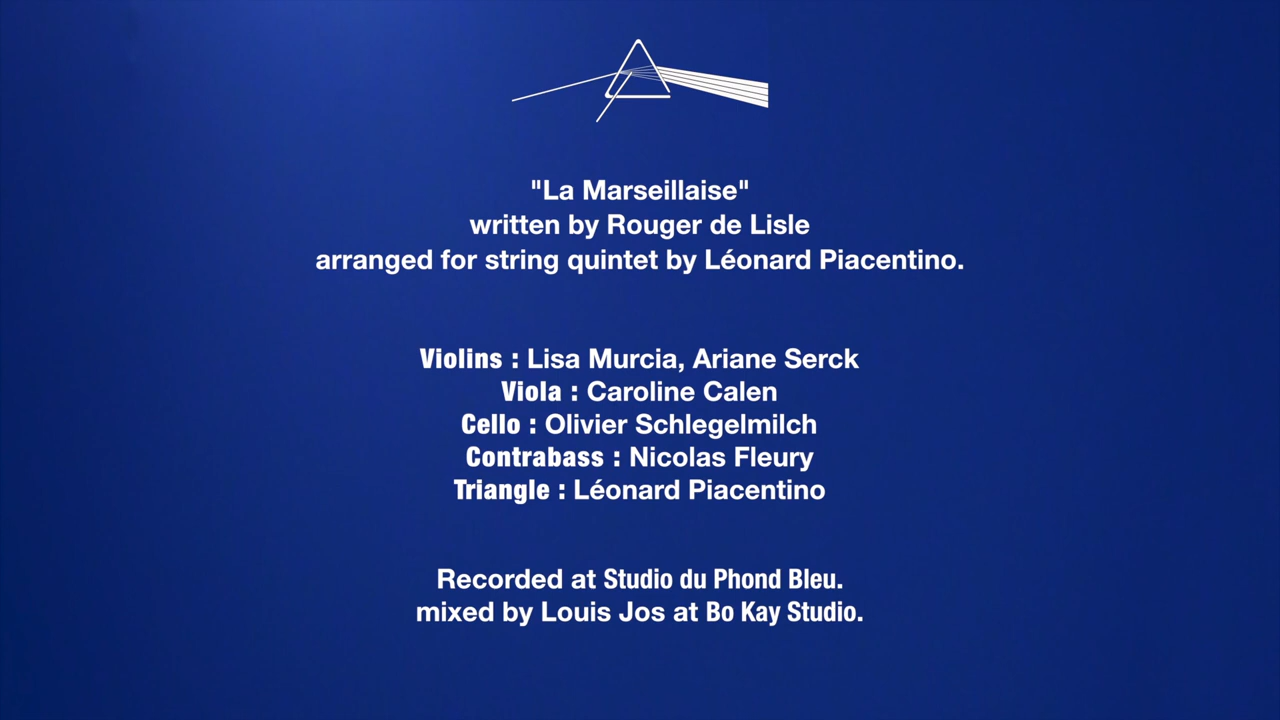 "La Marseillaise"
written by Rouger de Lisle
arranged for string quintet by Léonard Piacentino.
Violins : Lisa Murcia, Ariane Serck
Viola : Caroline Calen
Cello : Olivier Schlegelmilch
Contrabass : Nicolas Fleury
Triangle : Léonard Piacentino
Recorded at Studio du Phond Bleu.
mixed by Louis Jos at Bo Kay Studio.